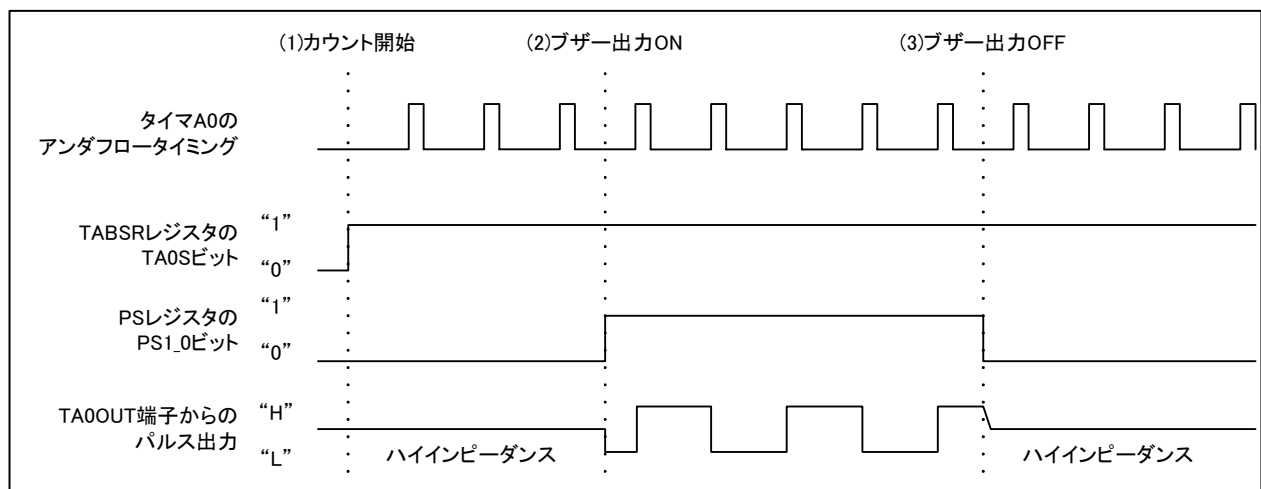 (1)カウント開始
(2)ブザー出力ON
(3)ブザー出力OFF
タイマA0の
アンダフロータイミング
TABSRレジスタの
TA0Sビット
“1”
“0”
PSレジスタの
PS1_0ビット
“1”
“0”
TA0OUT端子からの
パルス出力
“H”
“L”
ハイインピーダンス
ハイインピーダンス